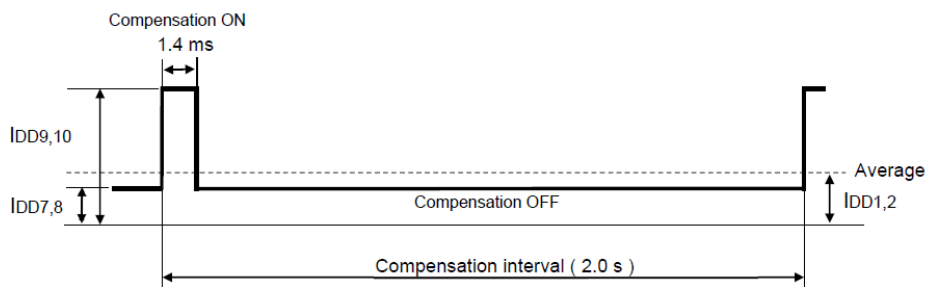 Compensation ON
1.4 ms
IDD9,10
Average
IDD7,8
Compensation OFF
IDD1,2
Compensation interval ( 2.0 s )